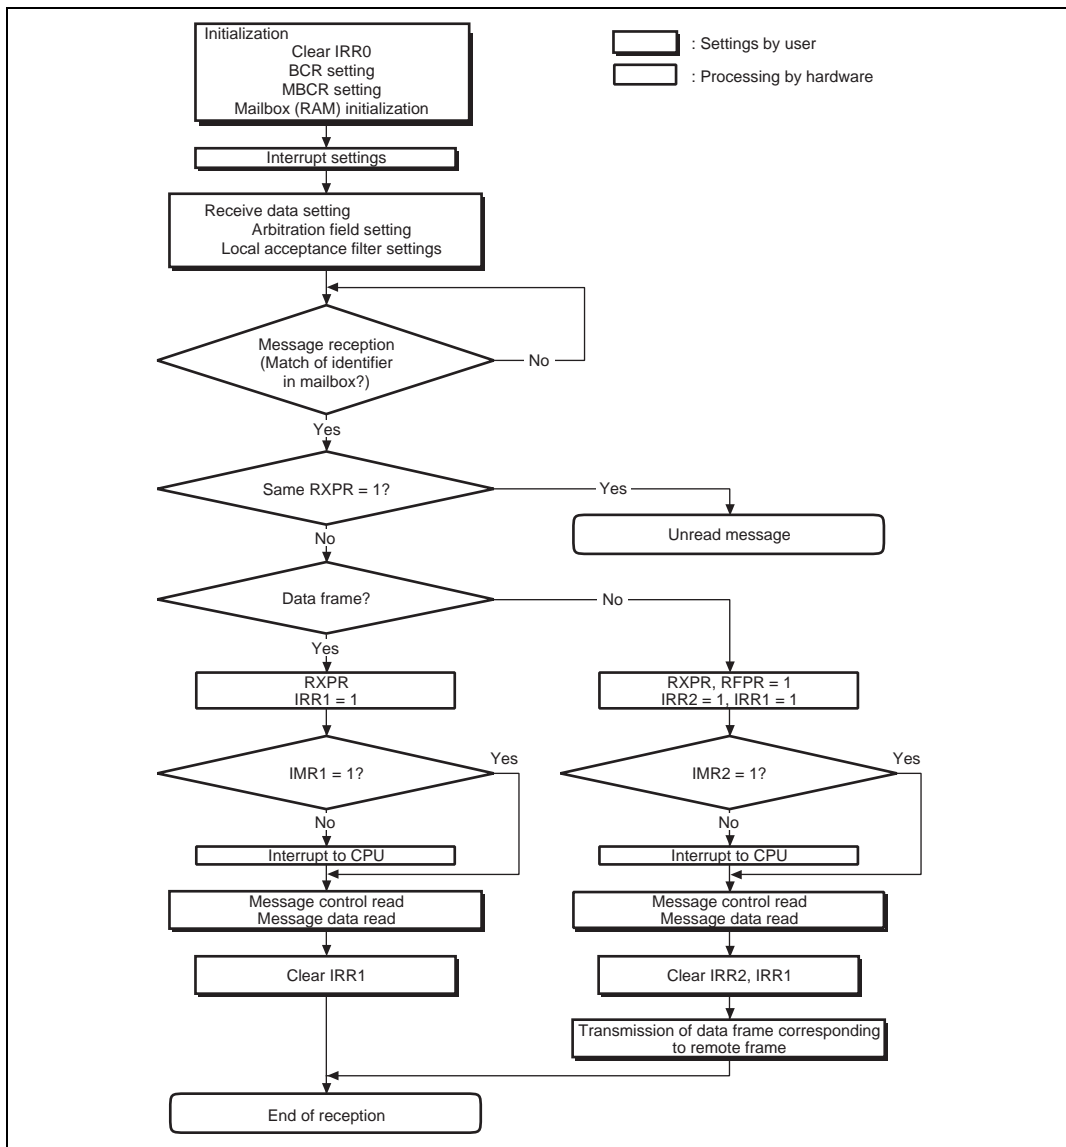 Initialization
Clear IRR0
BCR setting
MBCR setting
Mailbox (RAM) initialization
: Settings by user
: Processing by hardware
Interrupt settings
Receive data setting
Arbitration field setting
Local acceptance filter settings
Message reception
(Match of identifier
in mailbox?)
No
Yes
Same RXPR = 1?
Yes
Unread message
No
Data frame?
No
Yes
RXPR
IRR1 = 1
RXPR, RFPR = 1
IRR2 = 1, IRR1 = 1
IMR1 = 1?
Yes
IMR2 = 1?
Yes
No
No
Interrupt to CPU
Interrupt to CPU
Message control read
Message data read
Message control read
Message data read
Clear IRR1
Clear IRR2, IRR1
Transmission of data frame corresponding
to remote frame
End of reception